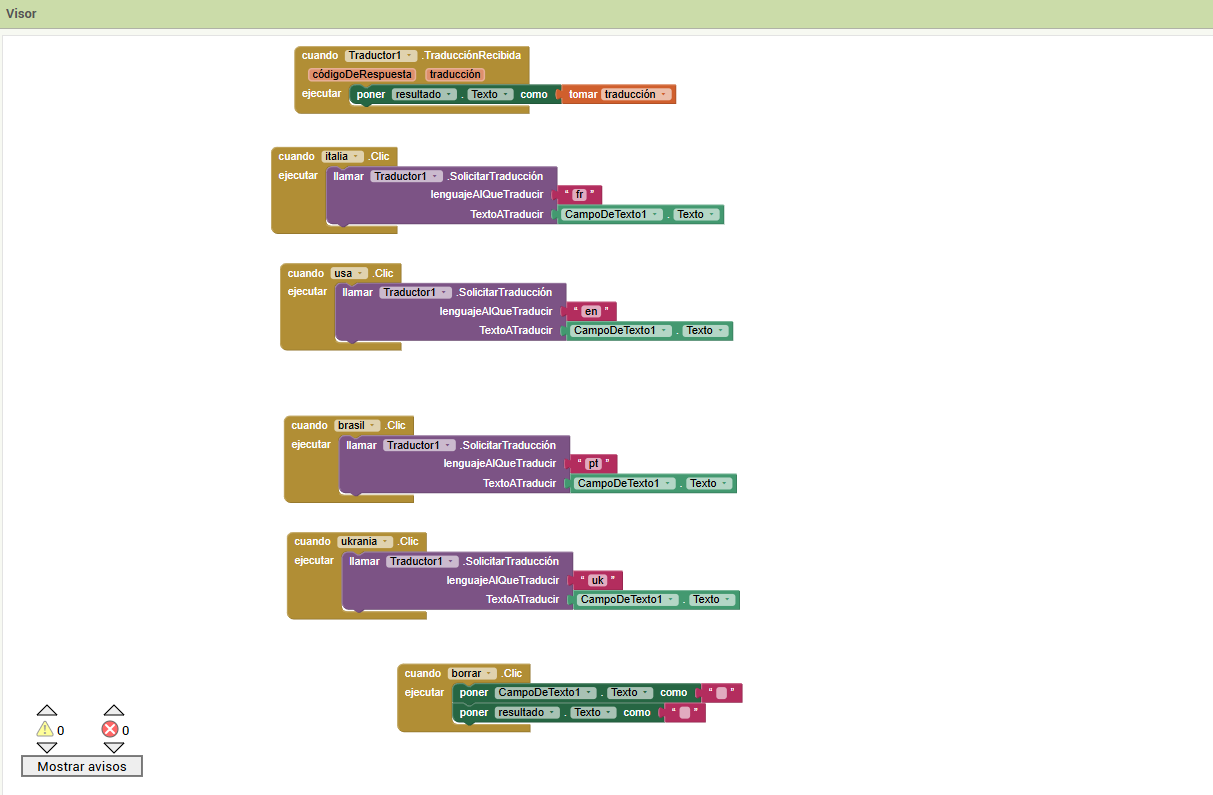 Visor
cuando Traductor1 .TraducciónRecibida
códigoDeRespuesta traducción
ejecutar poner resultado . Texto como tomar traducción
cuando italia .Clic
ejecutar llamar Traductor1 .SolicitarTraducción
lenguajeAlQueTraducir “ fr ”
TextoATraducir CampoDeTexto1 . Texto
cuando usa .Clic
ejecutar llamar Traductor1 .SolicitarTraducción
lenguajeAlQueTraducir “ en ”
TextoATraducir CampoDeTexto1 . Texto
cuando brasil .Clic
ejecutar llamar Traductor1 .SolicitarTraducción
lenguajeAlQueTraducir “ pt ”
TextoATraducir CampoDeTexto1 . Texto
cuando ukrania .Clic
ejecutar llamar Traductor1 .SolicitarTraducción
lenguajeAlQueTraducir “ uk ”
TextoATraducir CampoDeTexto1 . Texto
cuando borrar .Clic
ejecutar poner CampoDeTexto1 . Texto como “ ”
poner resultado . Texto como “ ”
0 0
Mostrar avisos